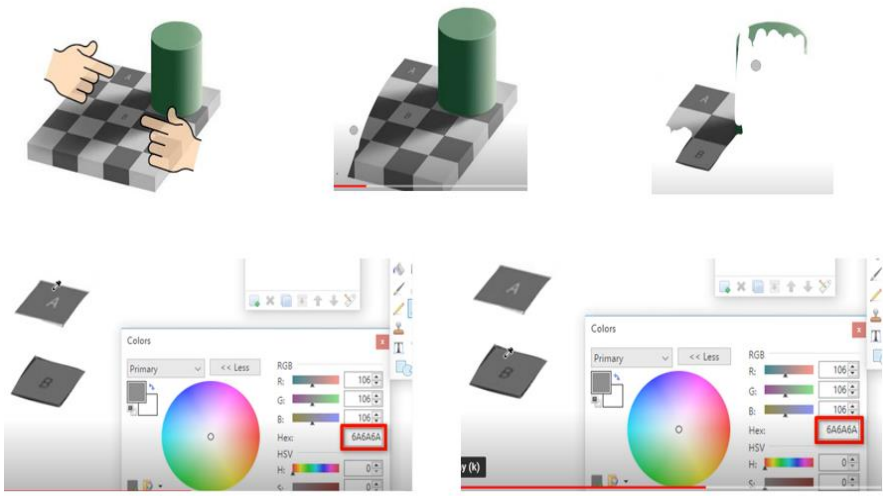 A
B
A
B
A
B
A
B
Colors
Primary
<< Less
RGB
R: 106
G: 106
B: 106
Hex: 6A6A6A
HSV
H: 0
S:
A
B
y (k)
Colors
Primary
<< Less
RGB
R: 106
G: 106
B: 106
Hex: 6A6A6A
HSV
H: 0
S: